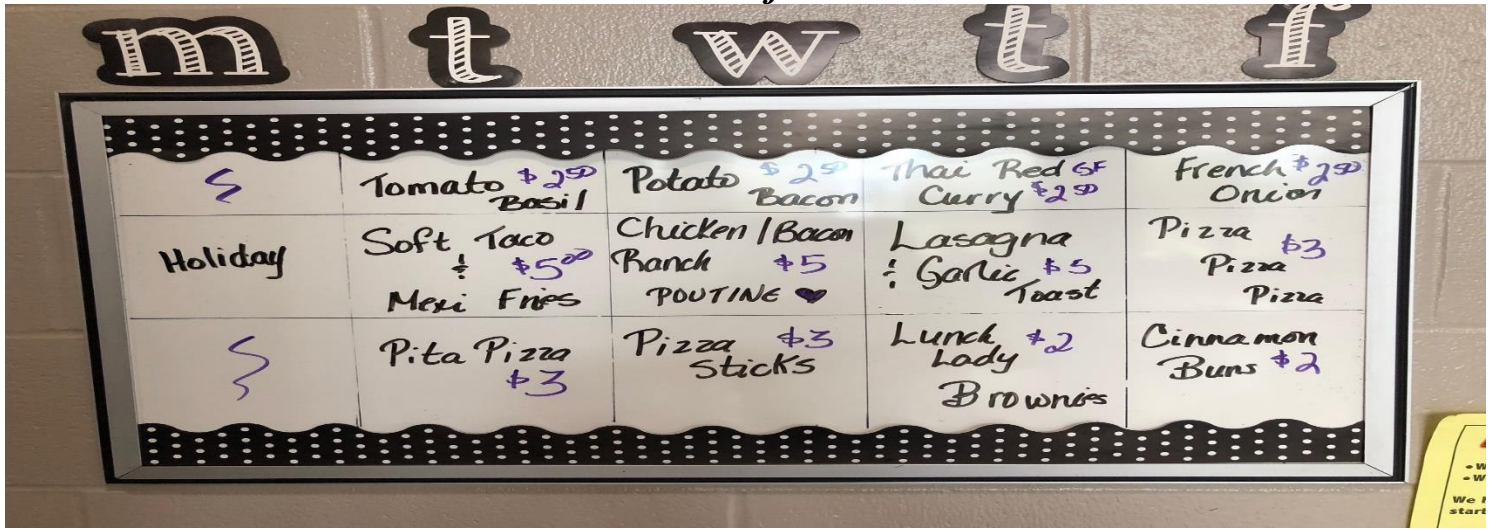 m t w t f
Tomato $2.50
Basil
Potato $2.50
Bacon
Thai Red GF
Curry $2.50
French $2.50
Onion
Holiday
Soft Taco
& $5.00
Mexi Fries
Chicken/Bacon
Ranch $5
POUTINE ♥
Lasagna
& Garlic $5
Toast
Pizza $3
Pizza
Pizza
Pita Pizza
$3
Pizza $3
Sticks
Lunch $2
Lady
Brownies
Cinnamon
Buns $2
We
start